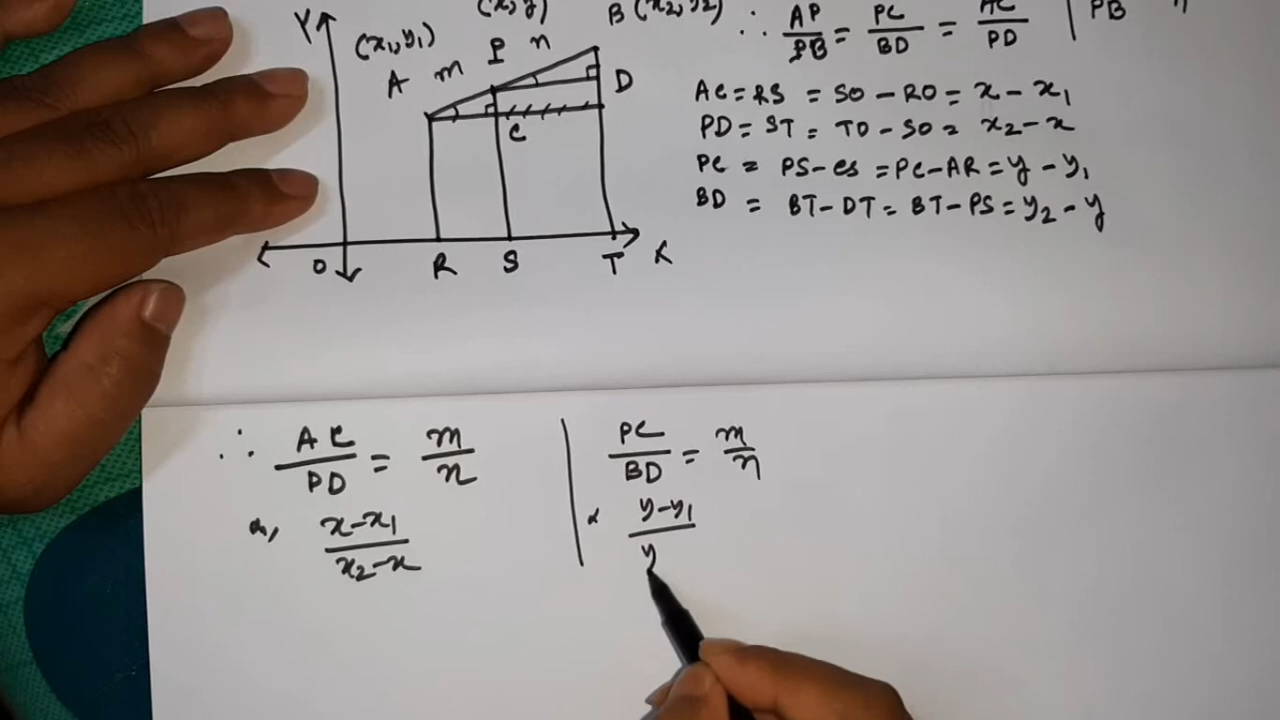 (x, y) B (x₂, y₂)
∴ AP/PB = PC/BD = AC/PD | PB n
Y (x₁, y₁)
A m P n D
C
O R S T X
AC = RS = SO - RO = x - x₁
PD = ST = TO - SO = x₂ - x
PC = PS - CS = PC - AR = y - y₁
BD = BT - DT = BT - PS = y₂ - y
∴ AC/PD = m/n | PC/BD = m/n
(x - x₁)/(x₂ - x) | (y - y₁)/y